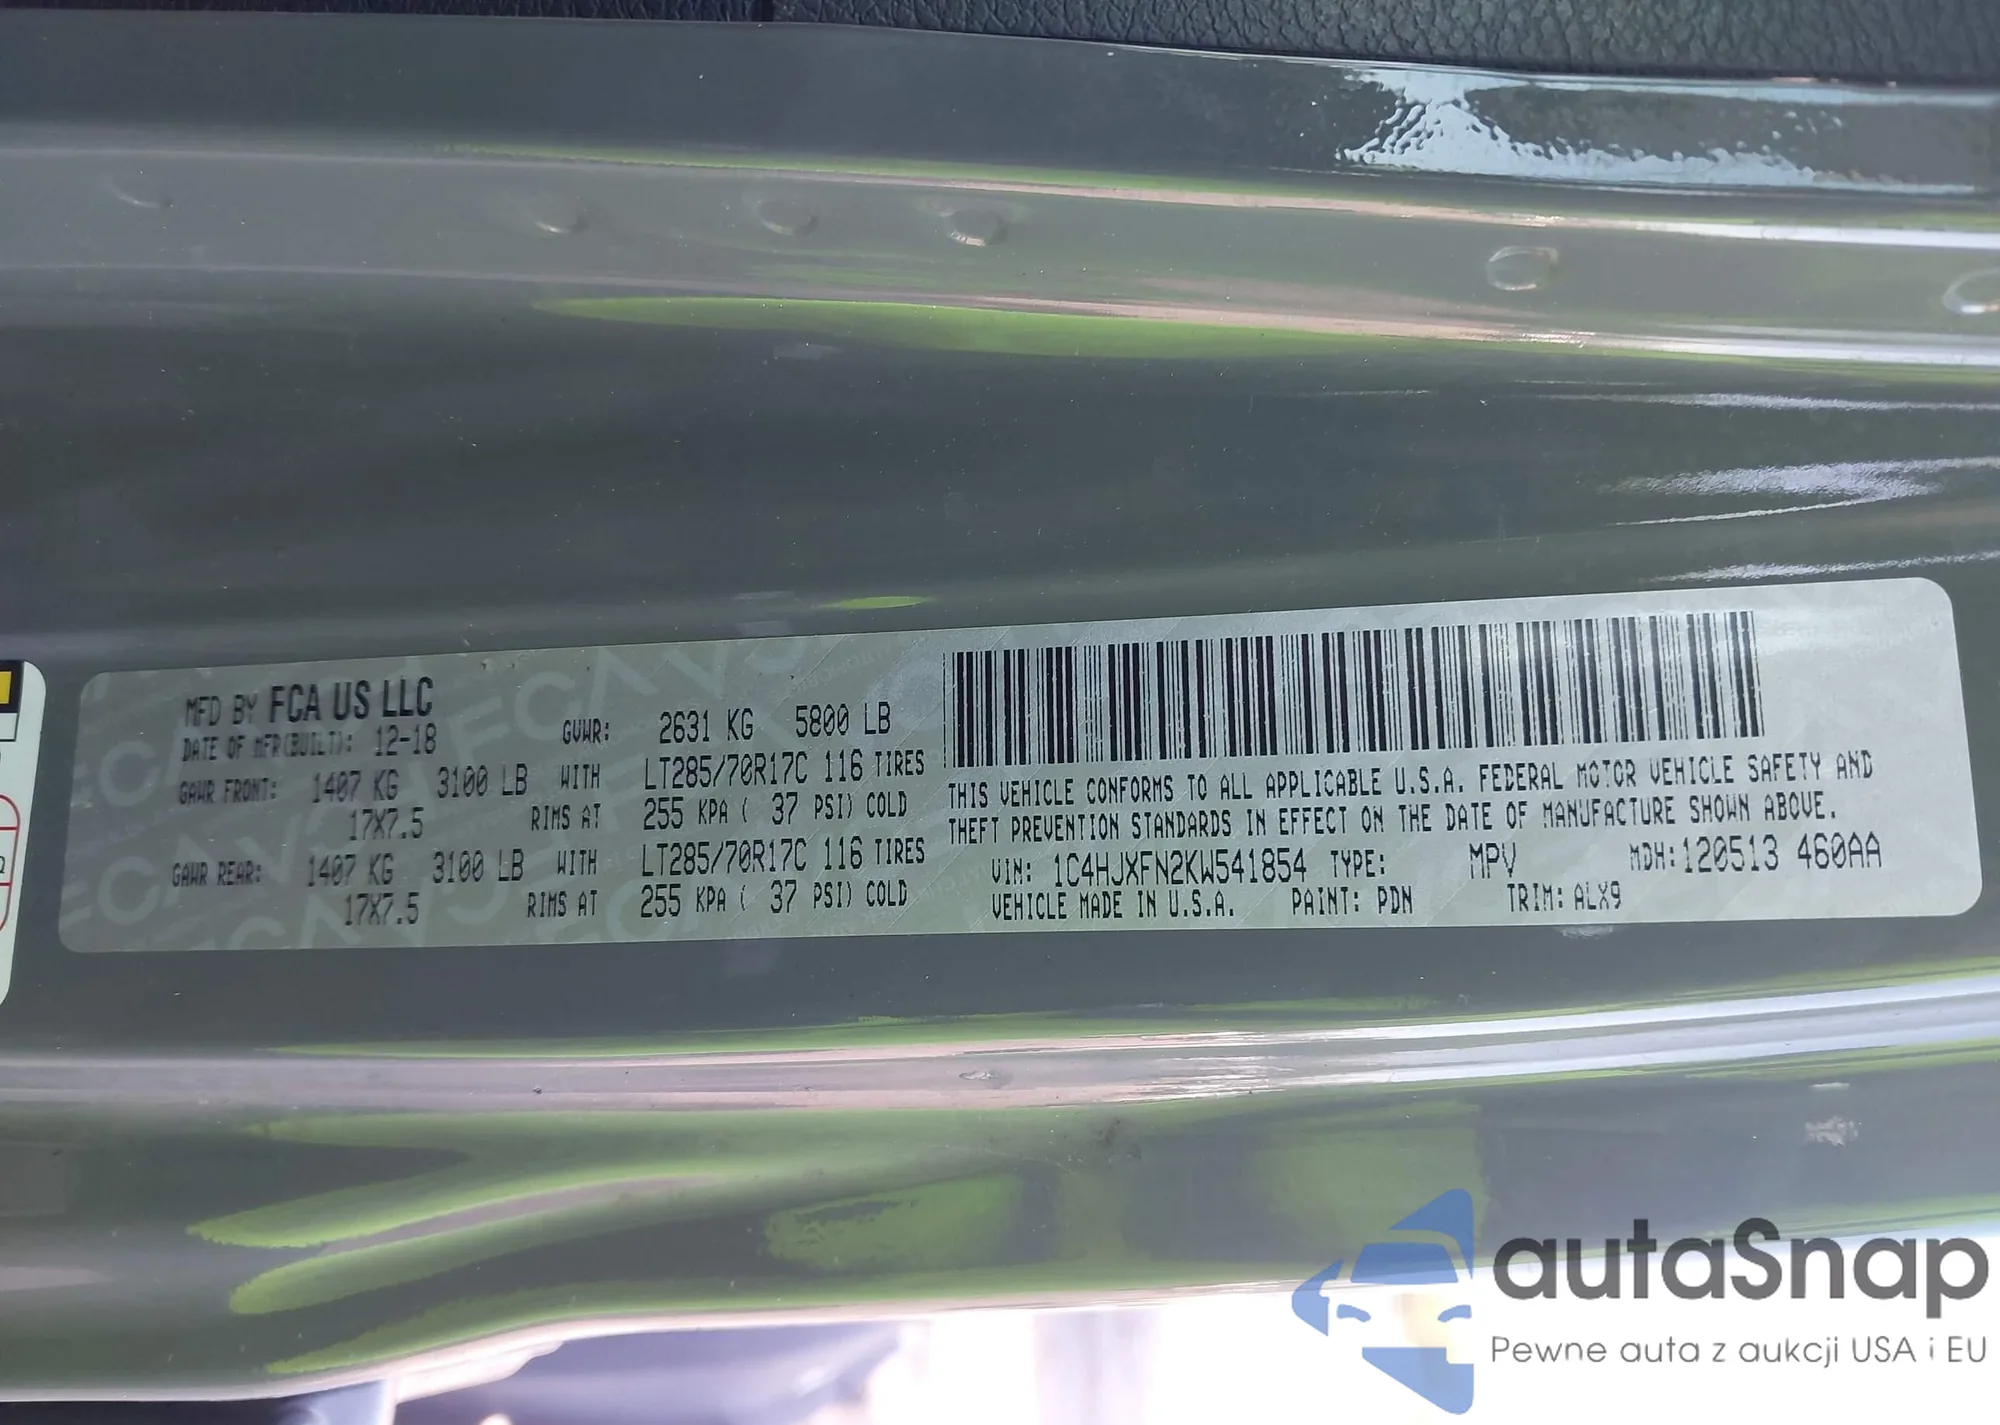 MFD BY FCA US LLC
DATE OF MFR(BUILT): 12-18 GVWR: 2631 KG 5800 LB
GAWR FRONT: 1407 KG 3100 LB WITH LT285/70R17C 116 TIRES
17X7.5 RIMS AT 255 KPA ( 37 PSI) COLD
GAWR REAR: 1407 KG 3100 LB WITH LT285/70R17C 116 TIRES
17X7.5 RIMS AT 255 KPA ( 37 PSI) COLD
THIS VEHICLE CONFORMS TO ALL APPLICABLE U.S.A. FEDERAL MOTOR VEHICLE SAFETY AND
THEFT PREVENTION STANDARDS IN EFFECT ON THE DATE OF MANUFACTURE SHOWN ABOVE.
VIN: 1C4HJXFN2KW541854 TYPE: MPV MDH: 120513 460AA
VEHICLE MADE IN U.S.A. PAINT: PDN TRIM: ALX9
autaSnap
Pewne auta z aukcji USA i EU